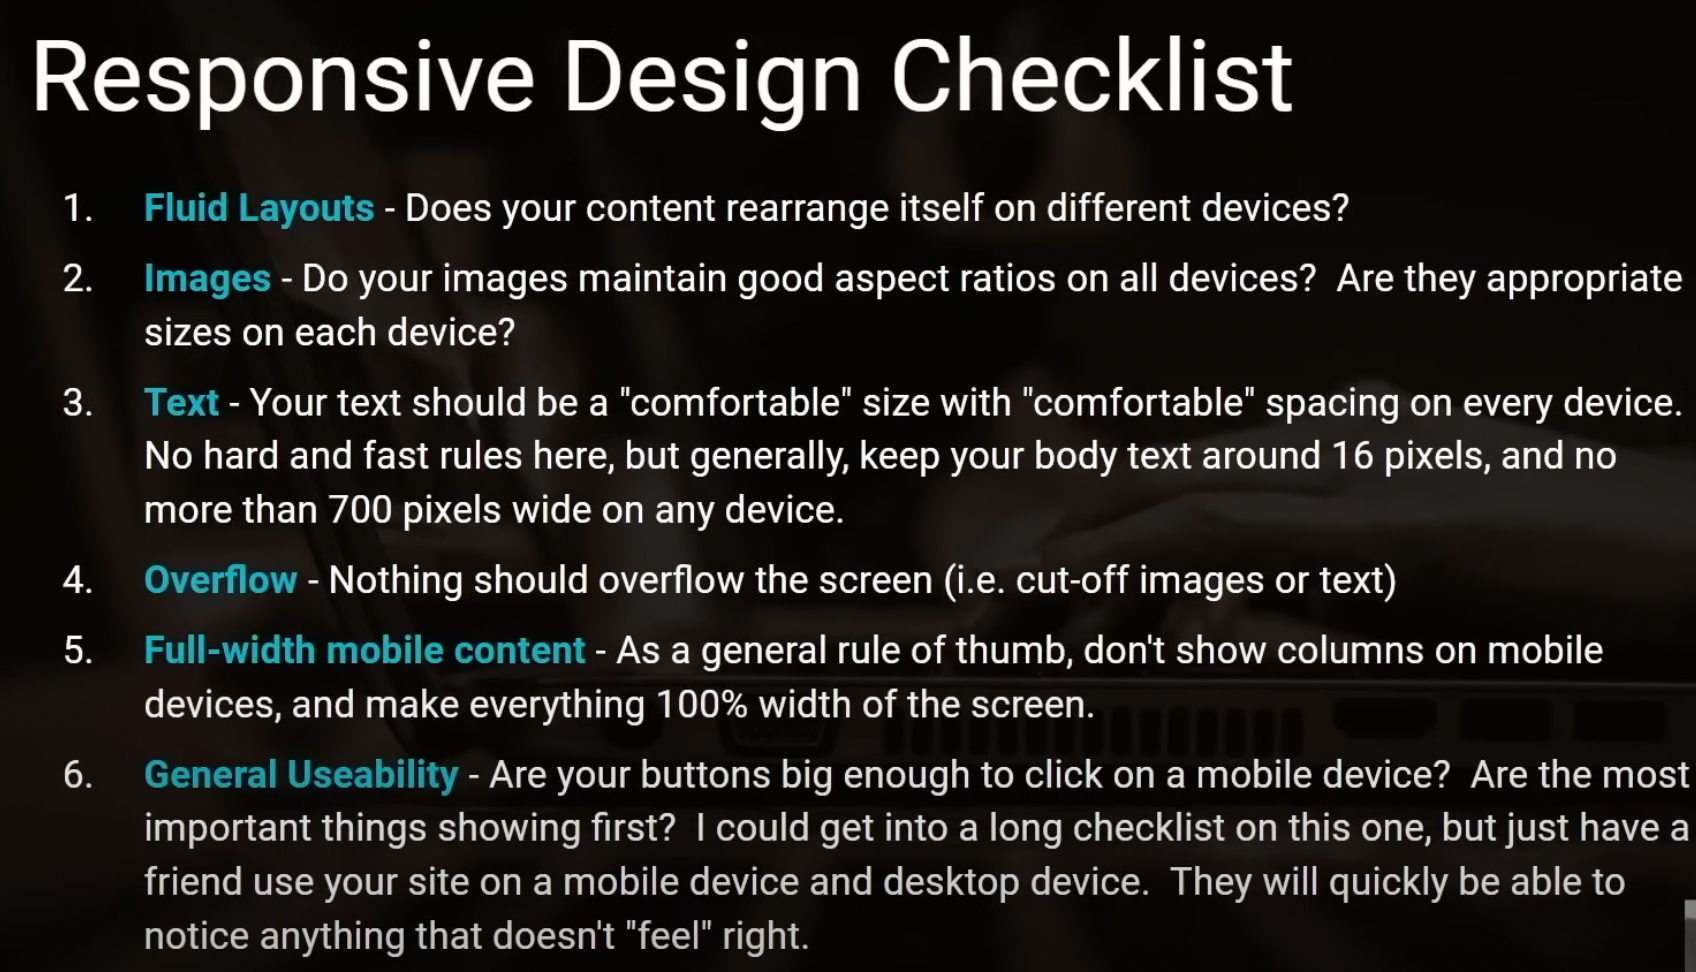 Responsive Design Checklist
1. Fluid Layouts - Does your content rearrange itself on different devices?
2. Images - Do your images maintain good aspect ratios on all devices?  Are they appropriate
sizes on each device?
3. Text - Your text should be a "comfortable" size with "comfortable" spacing on every device.
No hard and fast rules here, but generally, keep your body text around 16 pixels, and no
more than 700 pixels wide on any device.
4. Overflow - Nothing should overflow the screen (i.e. cut-off images or text)
5. Full-width mobile content - As a general rule of thumb, don't show columns on mobile
devices, and make everything 100% width of the screen.
6. General Useability - Are your buttons big enough to click on a mobile device?  Are the most
important things showing first?  I could get into a long checklist on this one, but just have a
friend use your site on a mobile device and desktop device.  They will quickly be able to
notice anything that doesn't "feel" right.